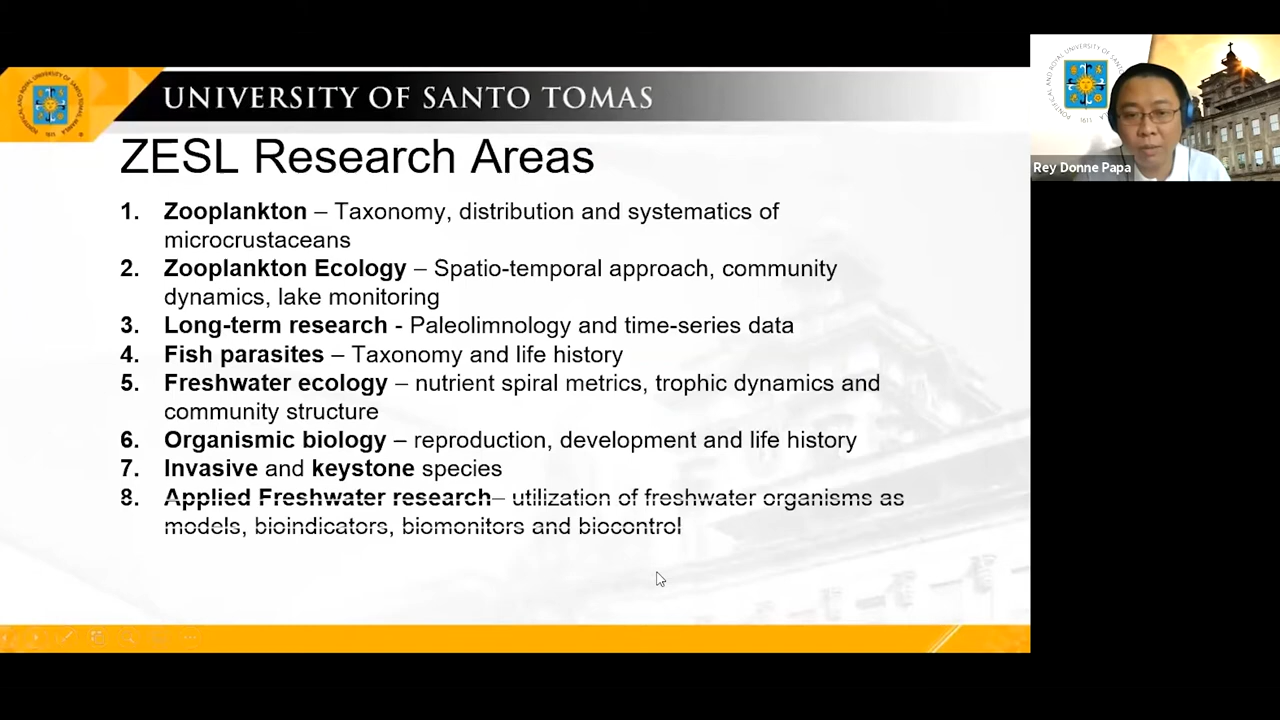 UNIVERSITY OF SANTO TOMAS
ZESL Research Areas
1. Zooplankton – Taxonomy, distribution and systematics of
microcrustaceans
2. Zooplankton Ecology – Spatio-temporal approach, community
dynamics, lake monitoring
3. Long-term research - Paleolimnology and time-series data
4. Fish parasites – Taxonomy and life history
5. Freshwater ecology – nutrient spiral metrics, trophic dynamics and
community structure
6. Organismic biology – reproduction, development and life history
7. Invasive and keystone species
8. Applied Freshwater research– utilization of freshwater organisms as
models, bioindicators, biomonitors and biocontrol
Rey Donne Papa